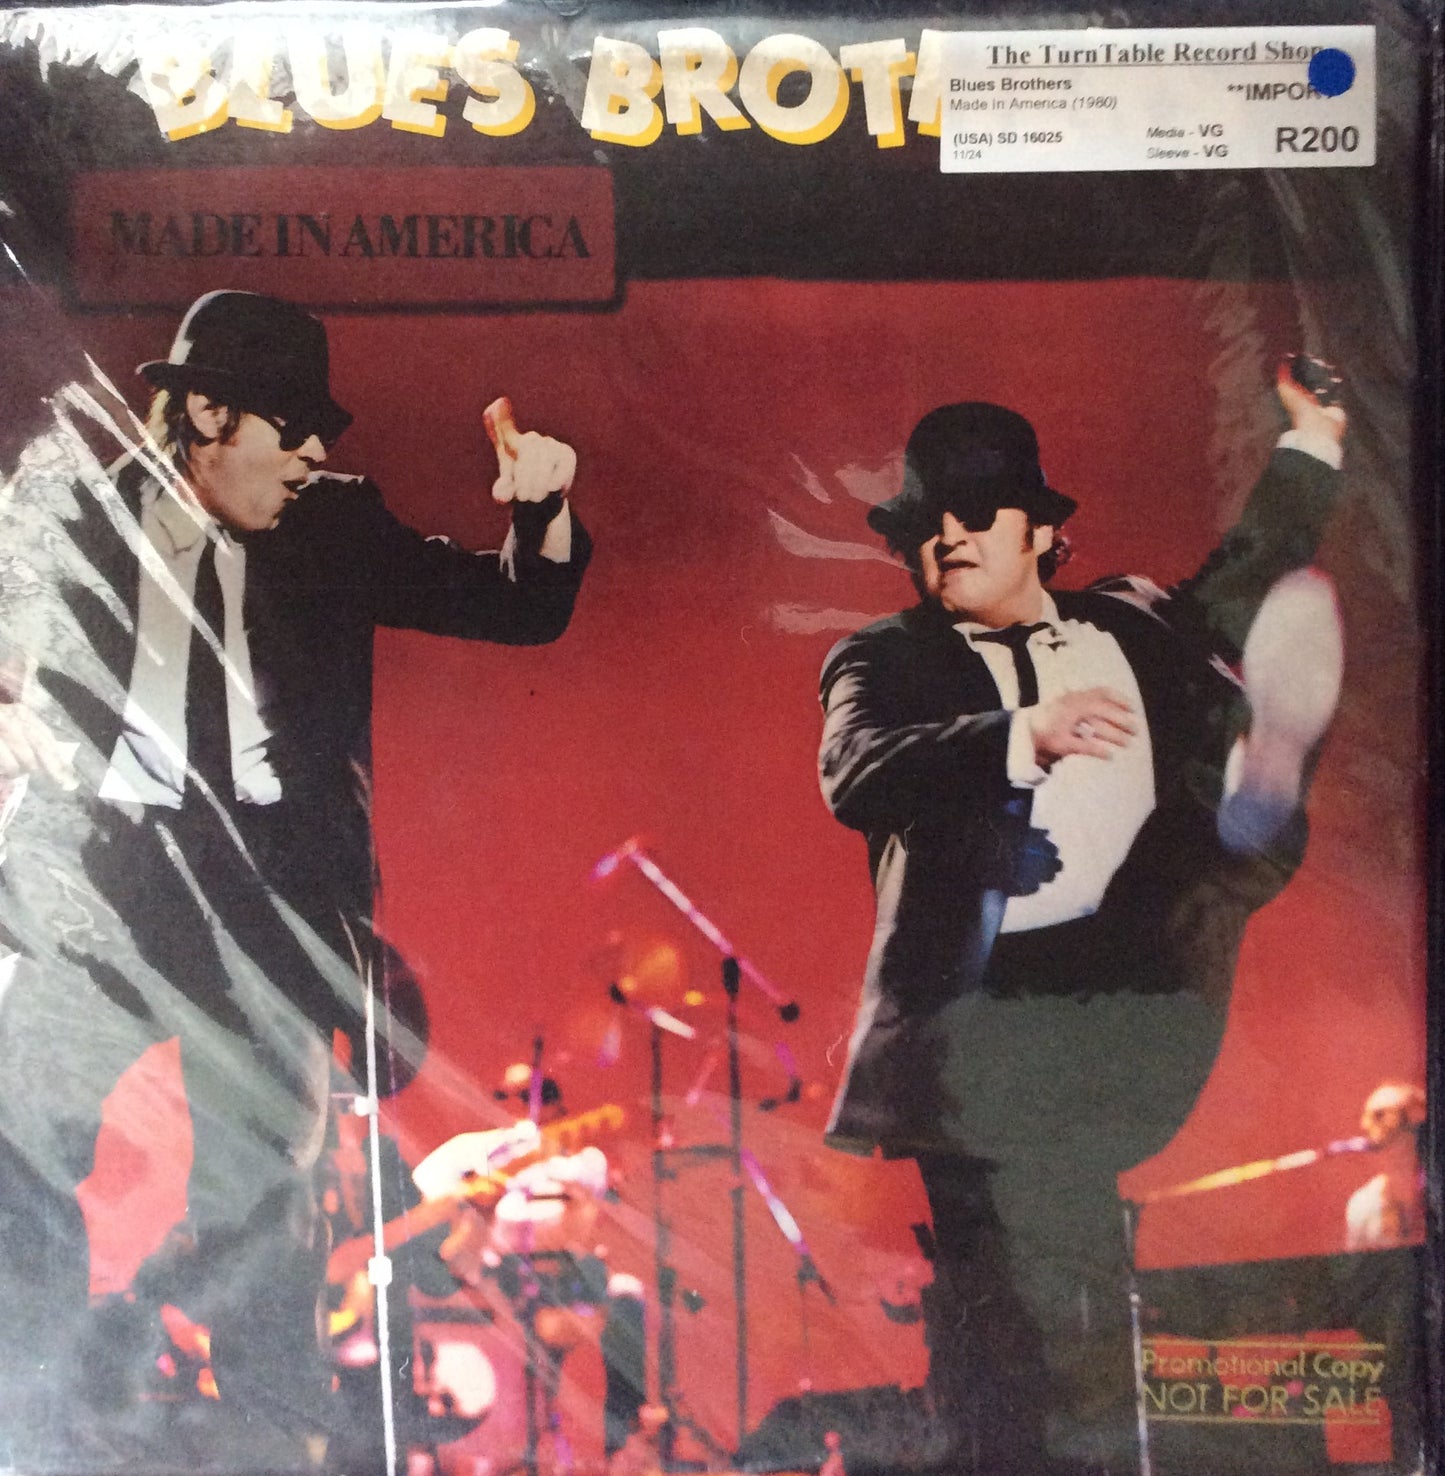 BLUES BROT
The TurnTable Record Shop
Blues Brothers
**IMPORT
Made in America (1980)
(USA) SD 16025
Media - VG
R200
11/24
Sleeve - VG
MADE IN AMERICA
Promotional Copy
NOT FOR SALE